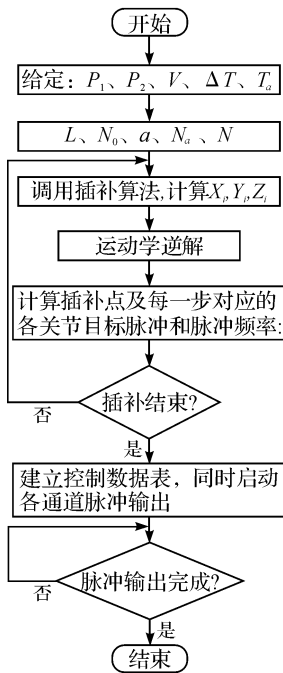 开始
给定：P₁、P₂、V、ΔT、Tₐ
L、N₀、a、Nₐ、N
调用插补算法,计算Xᵢ,Yᵢ,Zᵢ
运动学逆解
计算插补点及每一步对应的
各关节目标脉冲和脉冲频率:
插补结束?
否
是
建立控制数据表，同时启动
各通道脉冲输出
脉冲输出完成?
否
是
结束